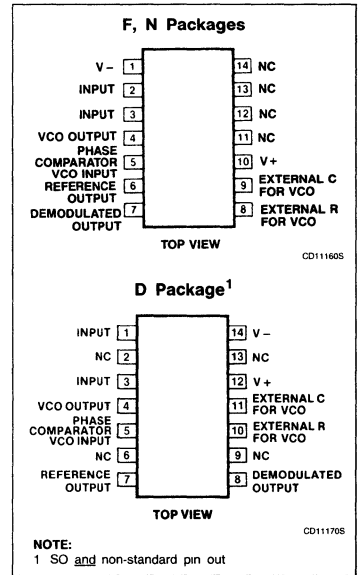 F, N Packages
V – 1
14 NC
INPUT 2
13 NC
INPUT 3
12 NC
VCO OUTPUT 4
11 NC
PHASE
COMPARATOR 5
VCO INPUT
10 V+
REFERENCE 6
OUTPUT
9 EXTERNAL C
FOR VCO
DEMODULATED 7
OUTPUT
8 EXTERNAL R
FOR VCO
TOP VIEW
CD11160S
D Package1
INPUT 1
14 V –
NC 2
13 NC
INPUT 3
12 V +
VCO OUTPUT 4
11 EXTERNAL C
FOR VCO
PHASE
COMPARATOR 5
VCO INPUT
10 EXTERNAL R
FOR VCO
NC 6
9 NC
REFERENCE 7
OUTPUT
8 DEMODULATED
OUTPUT
TOP VIEW
CD11170S
NOTE:
1 SO and non-standard pin out